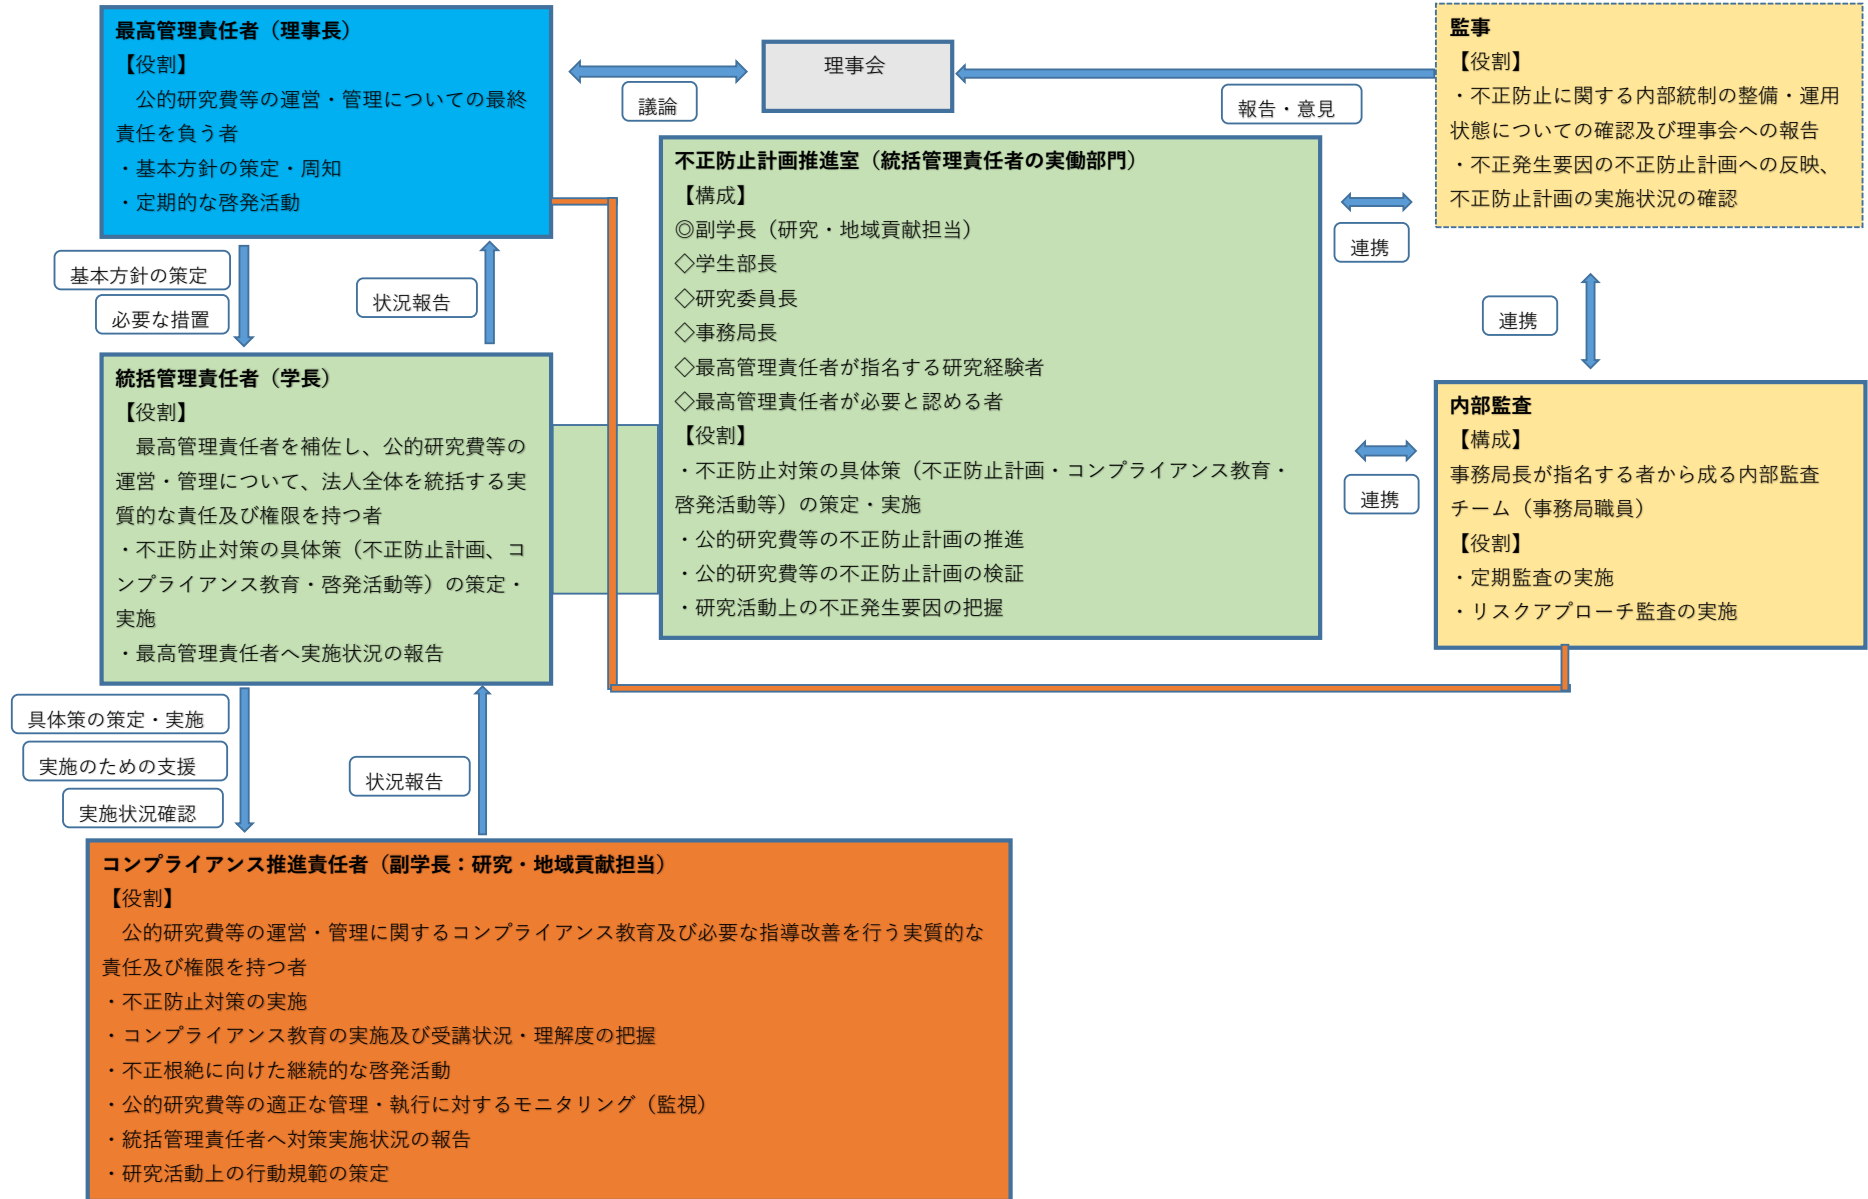 最高管理責任者（理事長）
【役割】
　公的研究費等の運営・管理についての最終
責任を負う者
・基本方針の策定・周知
・定期的な啓発活動
議論
理事会
報告・意見
監事
【役割】
・不正防止に関する内部統制の整備・運用
状態についての確認及び理事会への報告
・不正発生要因の不正防止計画への反映、
不正防止計画の実施状況の確認
基本方針の策定
必要な措置
状況報告
不正防止計画推進室（統括管理責任者の実働部門）
【構成】
◎副学長（研究・地域貢献担当）
◇学生部長
◇研究委員長
◇事務局長
◇最高管理責任者が指名する研究経験者
◇最高管理責任者が必要と認める者
【役割】
・不正防止対策の具体策（不正防止計画・コンプライアンス教育・
啓発活動等）の策定・実施
・公的研究費等の不正防止計画の推進
・公的研究費等の不正防止計画の検証
・研究活動上の不正発生要因の把握
連携
連携
連携
統括管理責任者（学長）
【役割】
　最高管理責任者を補佐し、公的研究費等の
運営・管理について、法人全体を統括する実
質的な責任及び権限を持つ者
・不正防止対策の具体策（不正防止計画、コ
ンプライアンス教育・啓発活動等）の策定・
実施
・最高管理責任者へ実施状況の報告
内部監査
【構成】
事務局長が指名する者から成る内部監査
チーム（事務局職員）
【役割】
・定期監査の実施
・リスクアプローチ監査の実施
具体策の策定・実施
実施のための支援
実施状況確認
状況報告
コンプライアンス推進責任者（副学長：研究・地域貢献担当）
【役割】
　公的研究費等の運営・管理に関するコンプライアンス教育及び必要な指導改善を行う実質的な
責任及び権限を持つ者
・不正防止対策の実施
・コンプライアンス教育の実施及び受講状況・理解度の把握
・不正根絶に向けた継続的な啓発活動
・公的研究費等の適正な管理・執行に対するモニタリング（監視）
・統括管理責任者へ対策実施状況の報告
・研究活動上の行動規範の策定